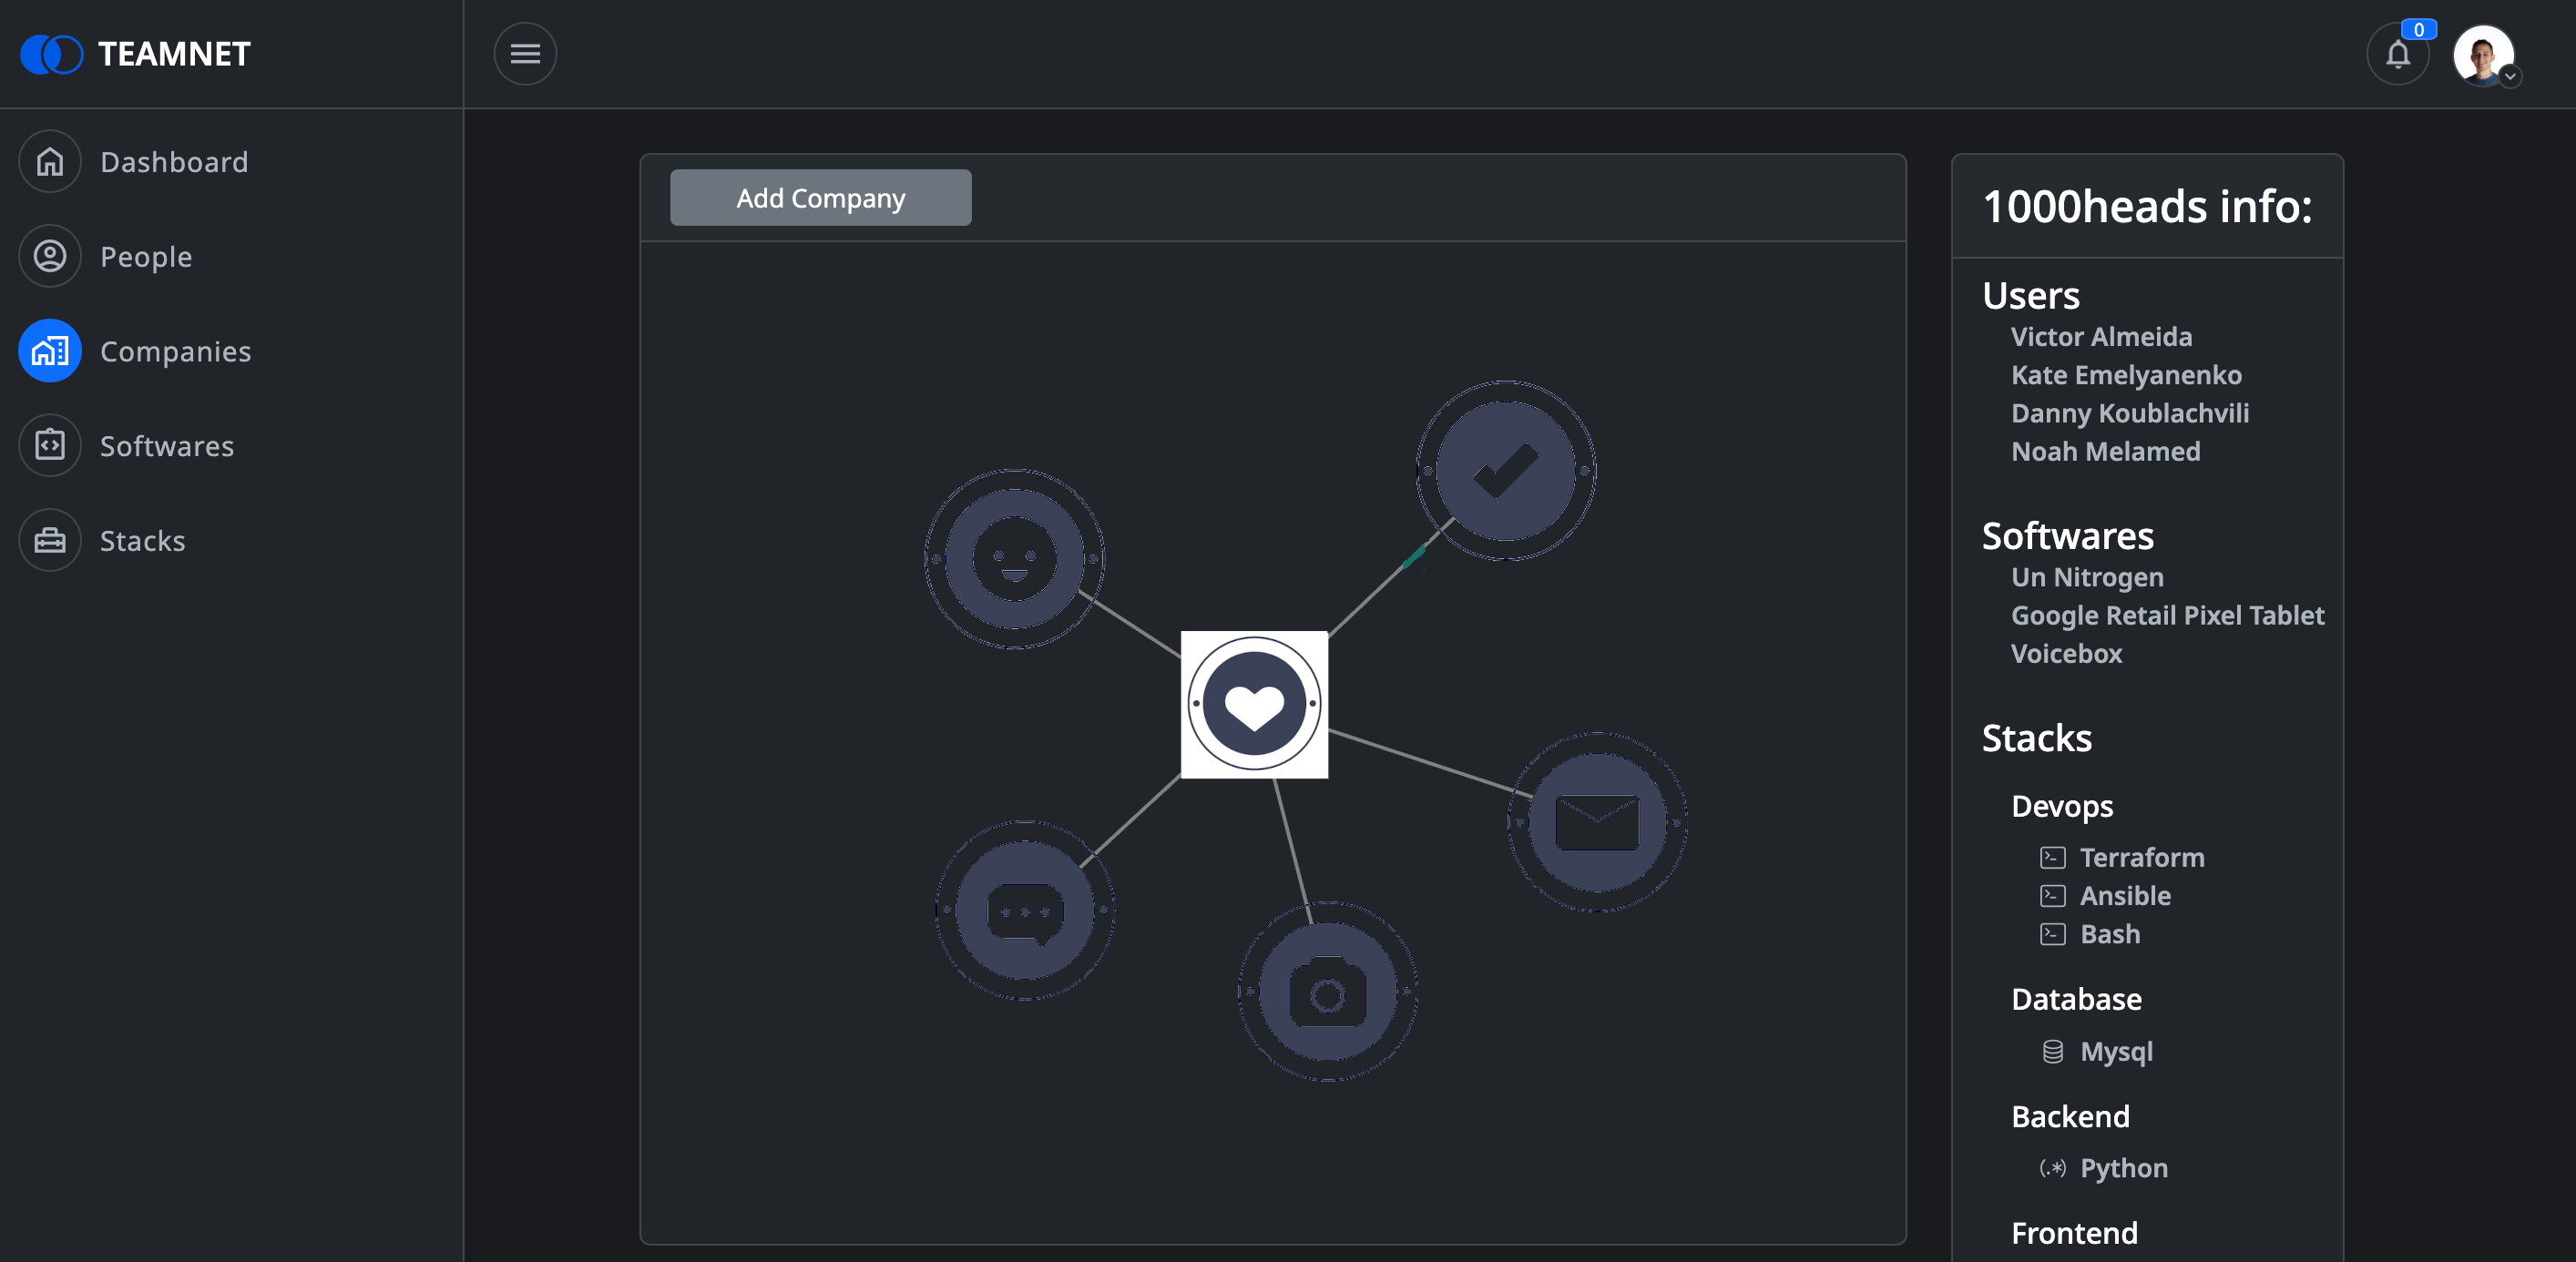 TEAMNET
0
Dashboard
People
Companies
Softwares
Stacks
Add Company
1000heads info:
Users
Victor Almeida
Kate Emelyanenko
Danny Koublachvili
Noah Melamed
Softwares
Un Nitrogen
Google Retail Pixel Tablet
Voicebox
Stacks
Devops
Terraform
Ansible
Bash
Database
Mysql
Backend
Python
Frontend